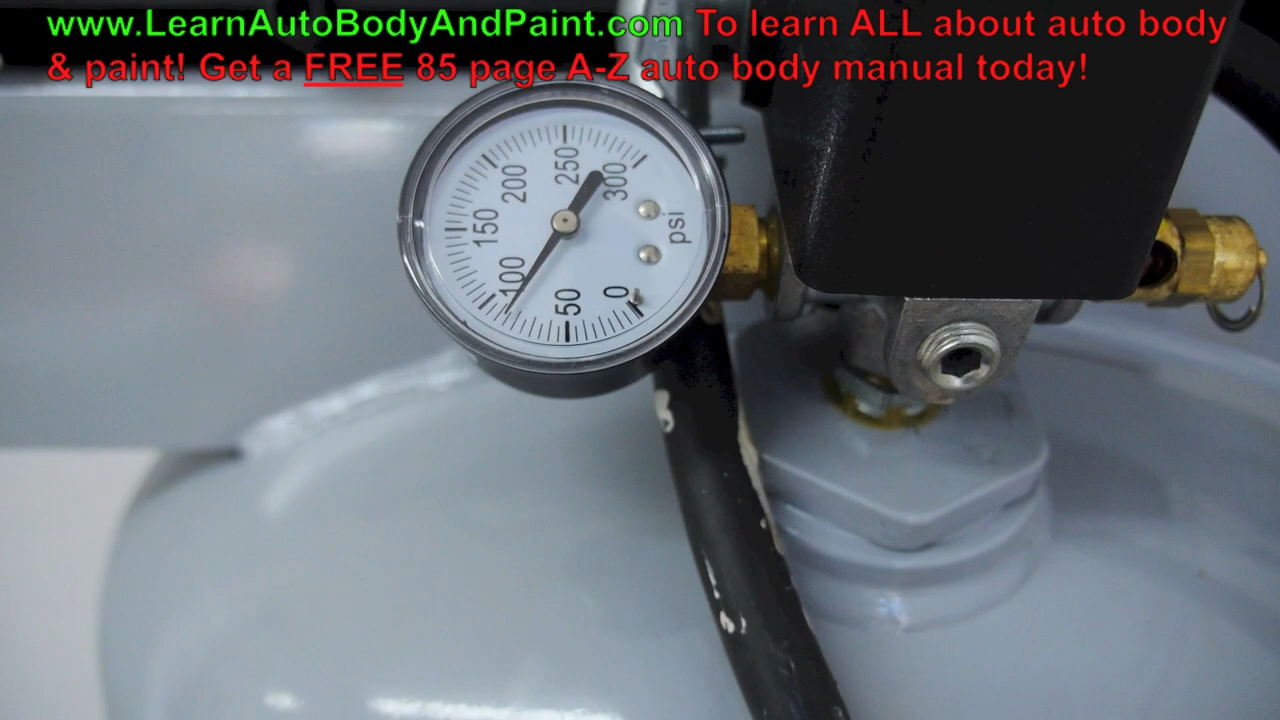 www.LearnAutoBodyAndPaint.com To learn ALL about auto body
& paint! Get a FREE 85 page A-Z auto body manual today!
300
250
200
150
100
50
0
psi